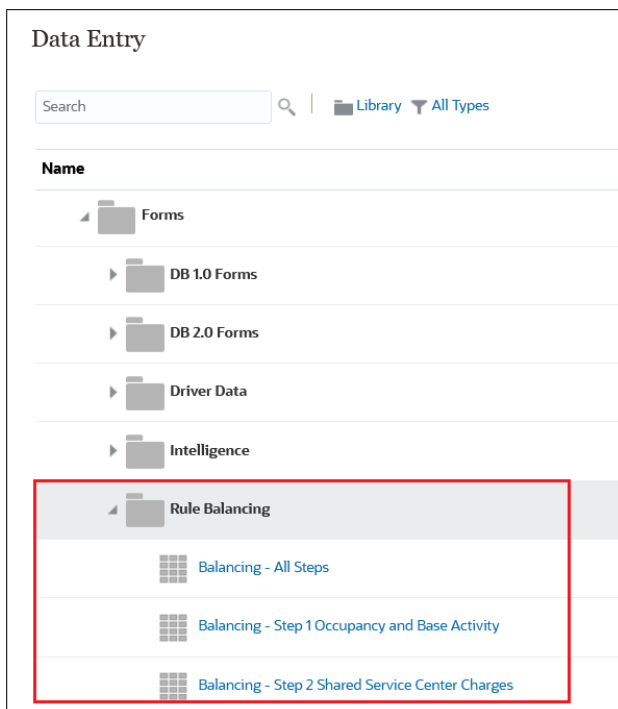 Data Entry
Search Library All Types
Name
Forms
DB 1.0 Forms
DB 2.0 Forms
Driver Data
Intelligence
Rule Balancing
Balancing - All Steps
Balancing - Step 1 Occupancy and Base Activity
Balancing - Step 2 Shared Service Center Charges